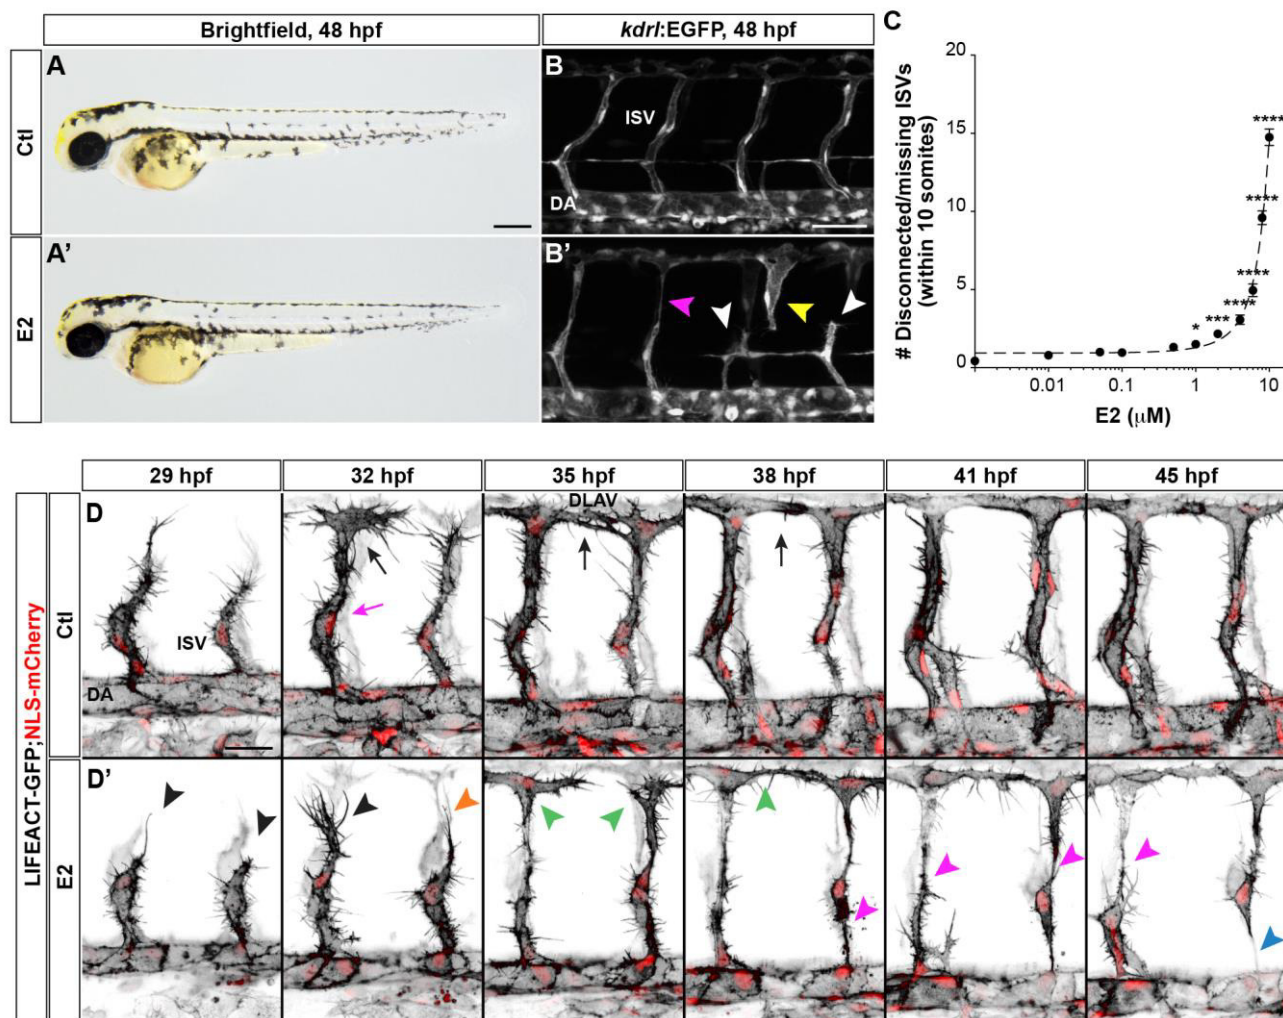 Brightfield, 48 hpf
kdrl:EGFP, 48 hpf
C
Ctl
A
B
ISV
DA
E2
A'
B'
# Disconnected/missing ISVs
(within 10 somites)
20
15
10
5
0
0.01
0.1
1
10
E2 (μM)
*
***
****
****
****
****
29 hpf
32 hpf
35 hpf
38 hpf
41 hpf
45 hpf
LIFEACT-GFP;NLS-mCherry
Ctl
D
ISV
DA
DLAV
E2
D'